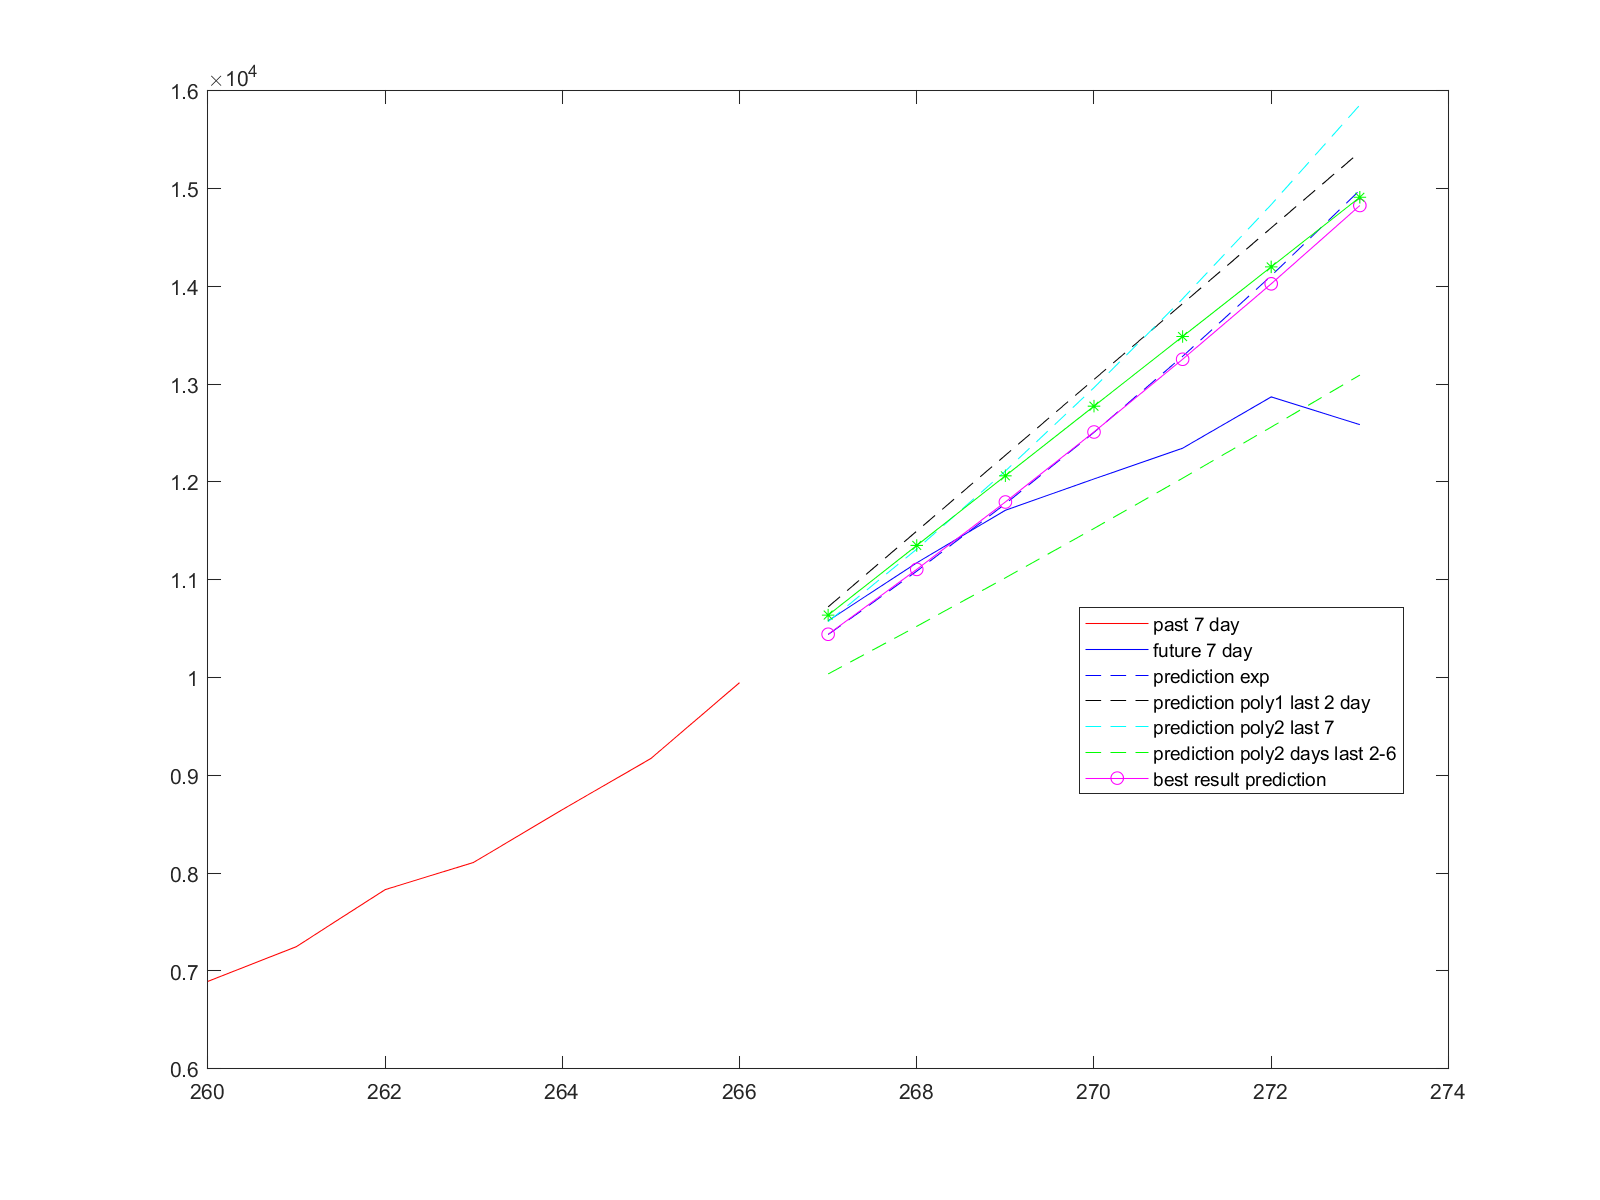 ×10^4
1.6
1.5
1.4
1.3
1.2
1.1
1
0.9
0.8
0.7
0.6
260 262 264 266 268 270 272 274
past 7 day
future 7 day
prediction exp
prediction poly1 last 2 day
prediction poly2 last 7
prediction poly2 days last 2-6
best result prediction